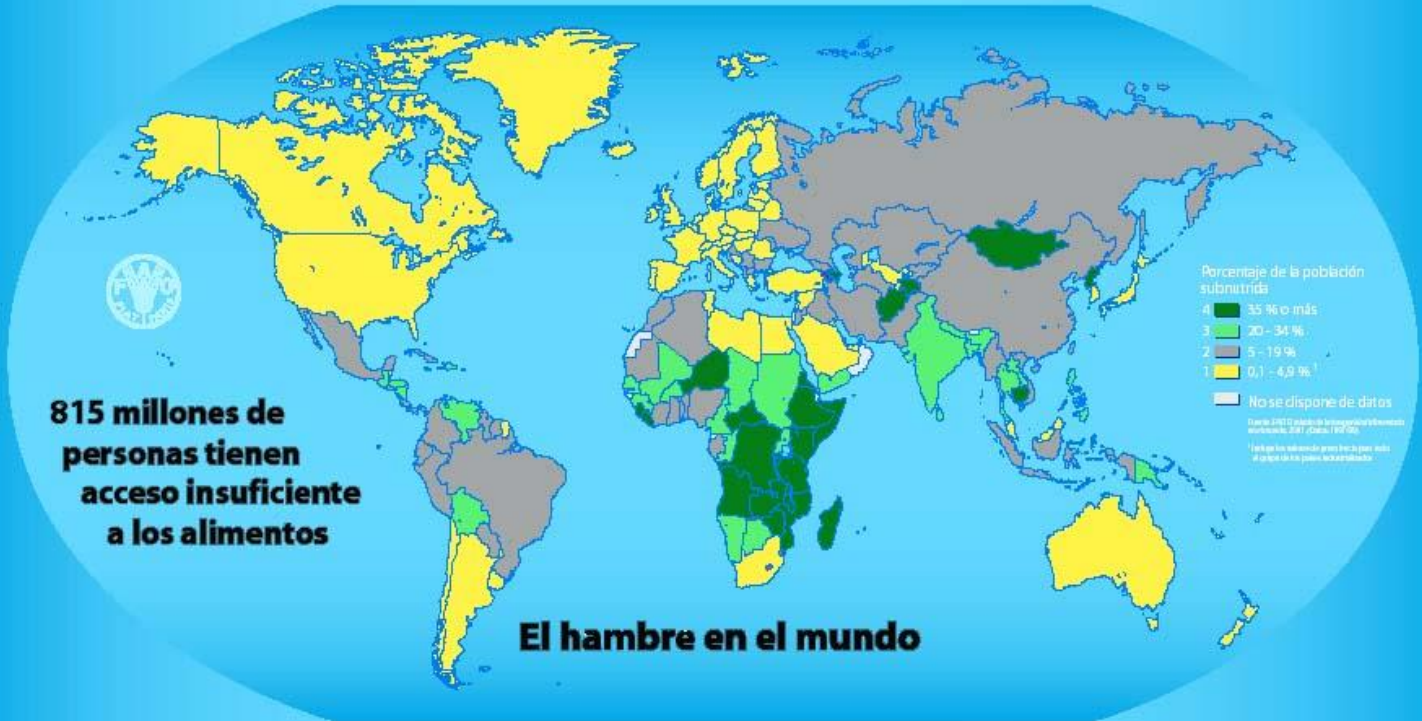 815 millones de
personas tienen
acceso insuficiente
a los alimentos
El hambre en el mundo
Porcentaje de la población
subnutrida
4 35 % o más
3 20 - 34 %
2 5 - 19 %
1 0,1 - 4,9 % ¹
No se dispone de datos